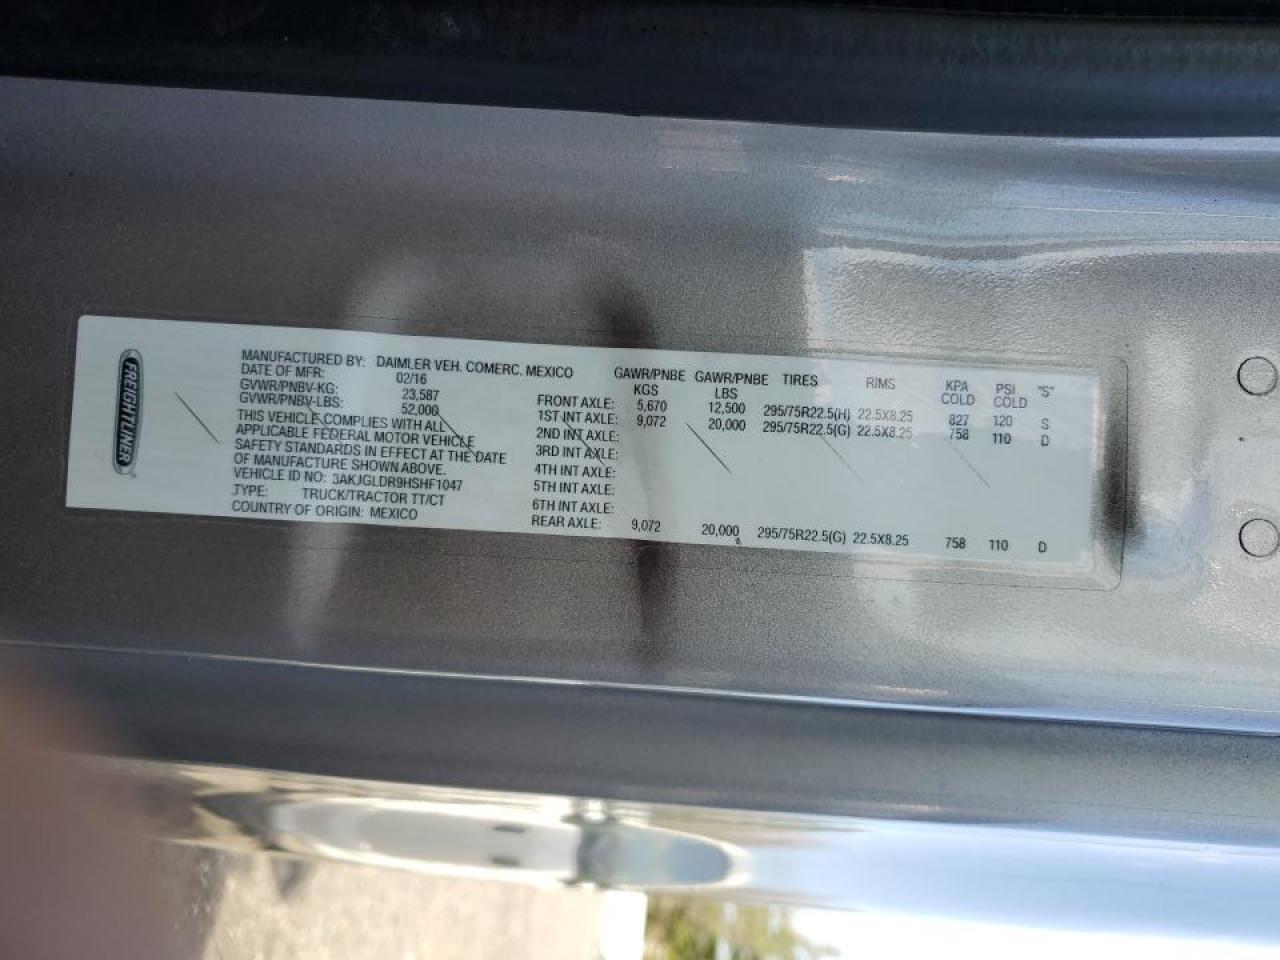 FREIGHTLINER
MANUFACTURED BY: DAIMLER VEH. COMERC. MEXICO
DATE OF MFR: 02/16
GVWR/PNBV-KG: 23,587
GVWR/PNBV-LBS: 52,000
THIS VEHICLE COMPLIES WITH ALL
APPLICABLE FEDERAL MOTOR VEHICLE
SAFETY STANDARDS IN EFFECT AT THE DATE
OF MANUFACTURE SHOWN ABOVE.
VEHICLE ID NO: 3AKJGLDR9HSHF1047
TYPE: TRUCK/TRACTOR TT/CT
COUNTRY OF ORIGIN: MEXICO
GAWR/PNBE KGS GAWR/PNBE LBS TIRES RIMS KPA COLD PSI COLD "S"
FRONT AXLE: 5,670 12,500 295/75R22.5(H) 22.5X8.25 827 120 S
1ST INT AXLE: 9,072 20,000 295/75R22.5(G) 22.5X8.25 758 110 D
2ND INT AXLE:
3RD INT AXLE:
4TH INT AXLE:
5TH INT AXLE:
6TH INT AXLE:
REAR AXLE: 9,072 20,000 295/75R22.5(G) 22.5X8.25 758 110 D